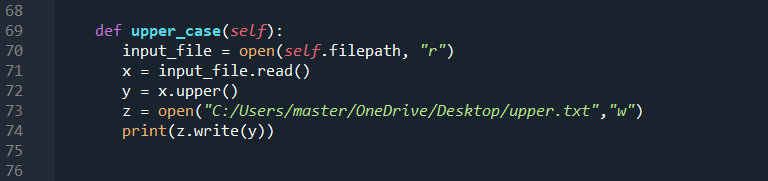 68
69 def upper_case(self):
70 input_file = open(self.filepath, "r")
71 x = input_file.read()
72 y = x.upper()
73 z = open("C:/Users/master/OneDrive/Desktop/upper.txt","w")
74 print(z.write(y))
75
76